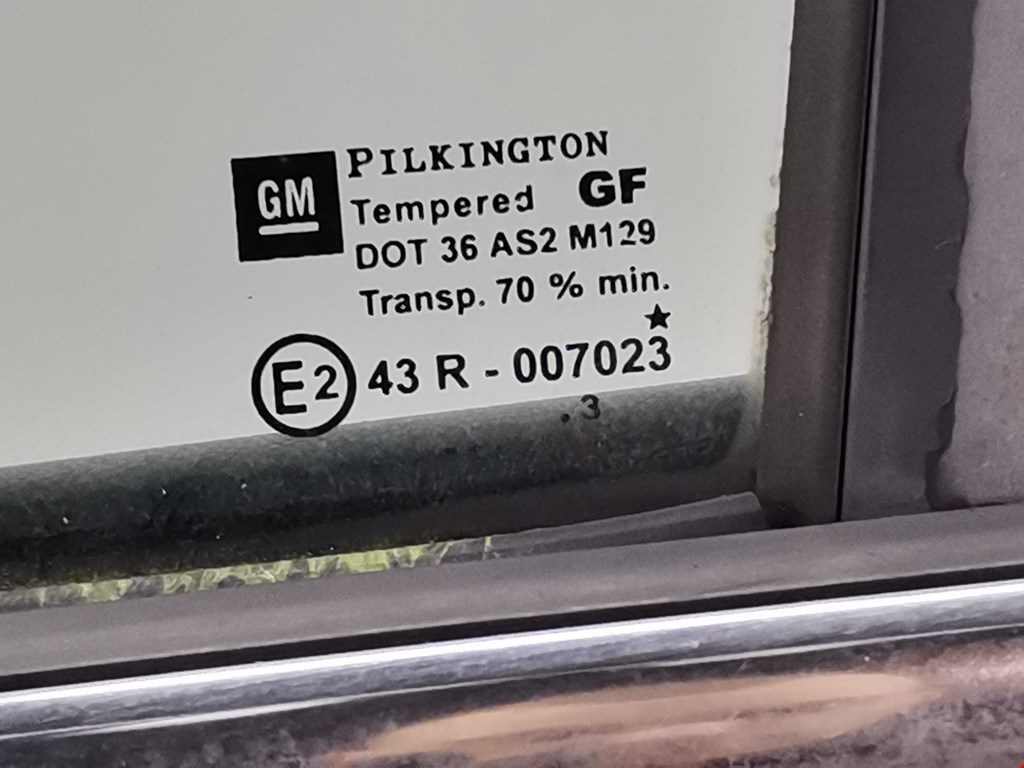 GM
PILKINGTON
Tempered GF
DOT 36 AS2 M129
Transp. 70 % min.
★
E2 43 R - 007023
. 3